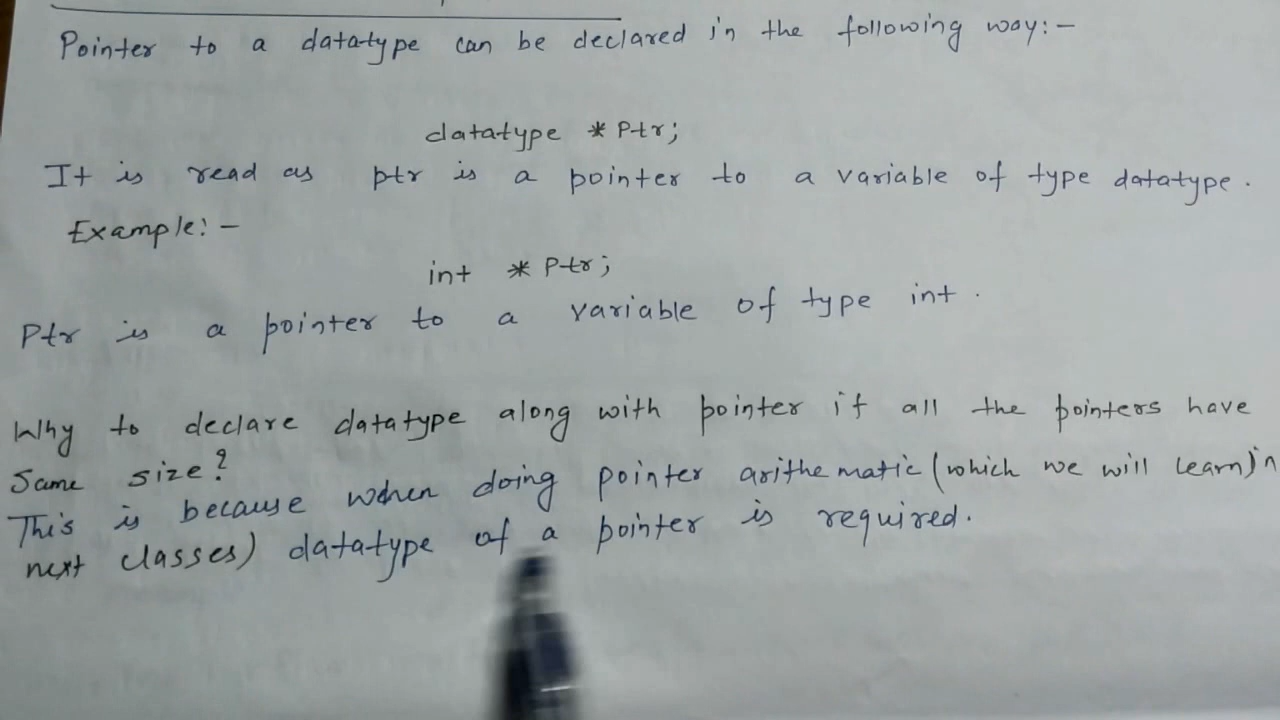 Pointer to a datatype can be declared in the following way:-
datatype * Ptr;
It is read as ptr is a pointer to a variable of type datatype.
Example:-
int * Ptr;
Ptr is a pointer to a variable of type int.
Why to declare datatype along with pointer if all the pointers have
same size?
This is because when doing pointer arithematic (which we will learn) in
next classes) datatype of a pointer is required.